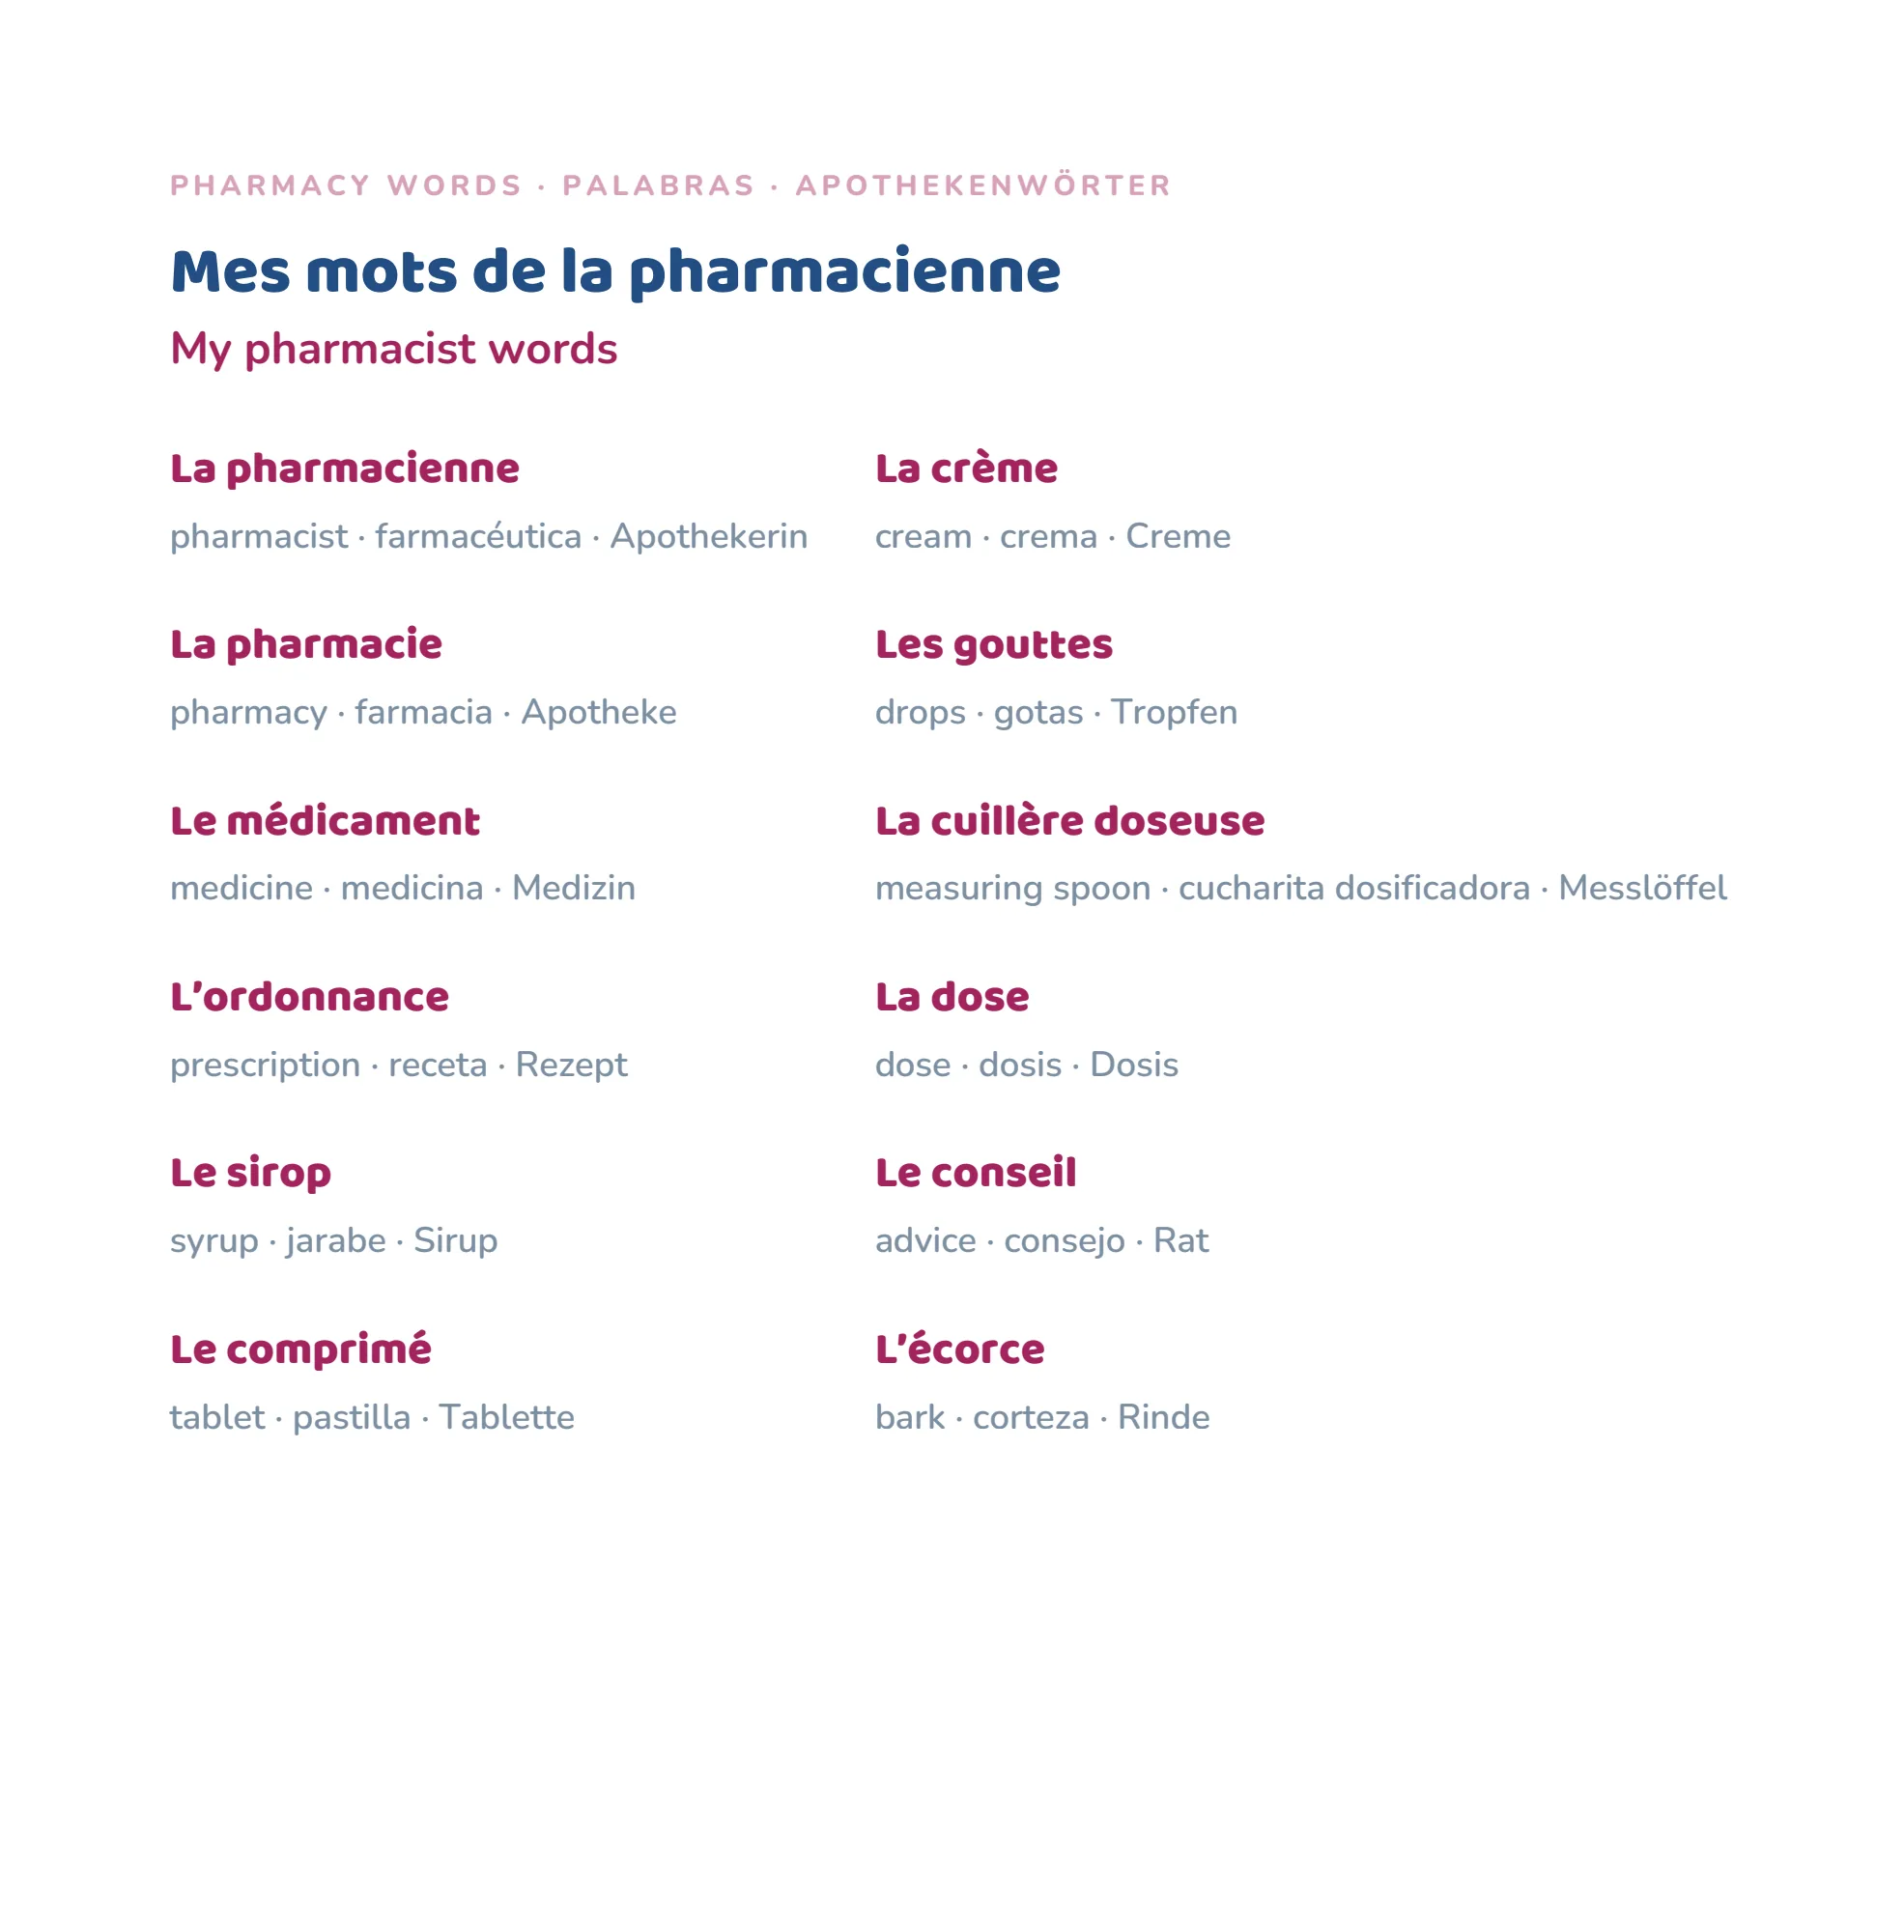 PHARMACY WORDS · PALABRAS · APOTHEKENWÖRTER
Mes mots de la pharmacienne
My pharmacist words
La pharmacienne
pharmacist · farmacéutica · Apothekerin
La pharmacie
pharmacy · farmacia · Apotheke
Le médicament
medicine · medicina · Medizin
L’ordonnance
prescription · receta · Rezept
Le sirop
syrup · jarabe · Sirup
Le comprimé
tablet · pastilla · Tablette
La crème
cream · crema · Creme
Les gouttes
drops · gotas · Tropfen
La cuillère doseuse
measuring spoon · cucharita dosificadora · Messlöffel
La dose
dose · dosis · Dosis
Le conseil
advice · consejo · Rat
L’écorce
bark · corteza · Rinde